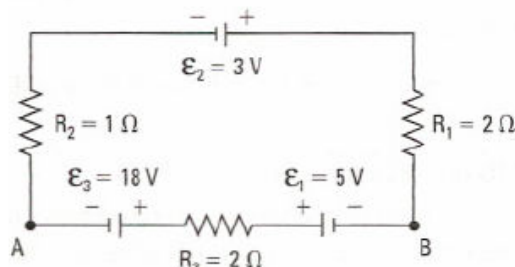 − +
ε₂ = 3 V
R₂ = 1 Ω
R₁ = 2 Ω
ε₃ = 18 V
ε₁ = 5 V
− +
+ −
A
B
R₃ = 2 Ω